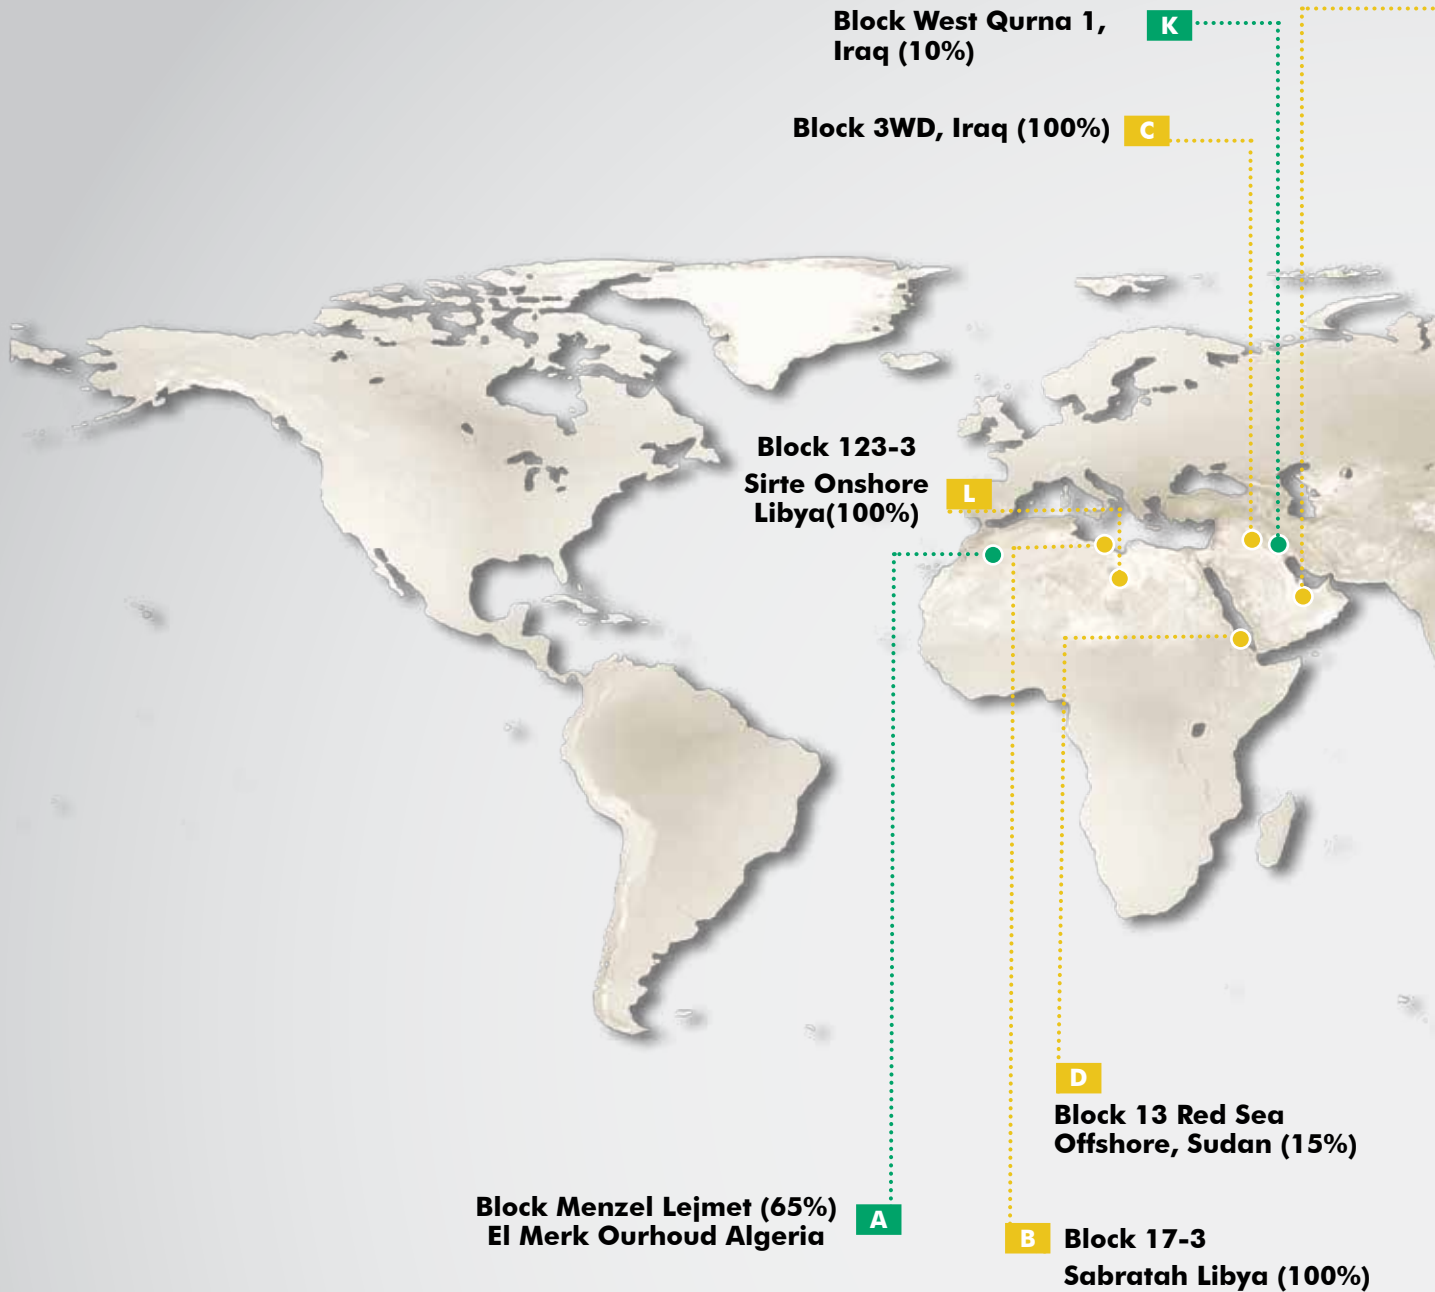 Block West Qurna 1,
Iraq (10%)
K
Block 3WD, Iraq (100%)
C
Block 123-3
Sirte Onshore
Libya(100%)
L
D
Block 13 Red Sea
Offshore, Sudan (15%)
Block Menzel Lejmet (65%)
El Merk Ourhoud Algeria
A
B
Block 17-3
Sabratah Libya (100%)